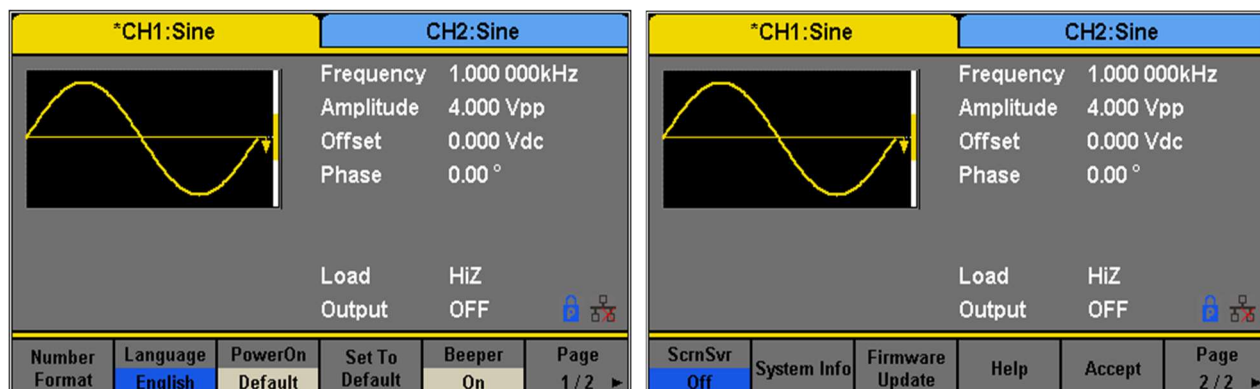 *CH1:Sine
CH2:Sine
Frequency 1.000 000kHz
Amplitude 4.000 Vpp
Offset 0.000 Vdc
Phase 0.00 °
Load HiZ
Output OFF
P
Number Format
Language English
PowerOn Default
Set To Default
Beeper On
Page 1/2 ►
*CH1:Sine
CH2:Sine
Frequency 1.000 000kHz
Amplitude 4.000 Vpp
Offset 0.000 Vdc
Phase 0.00 °
Load HiZ
Output OFF
P
ScrnSvr Off
System Info
Firmware Update
Help
Accept
Page 2/2 ►